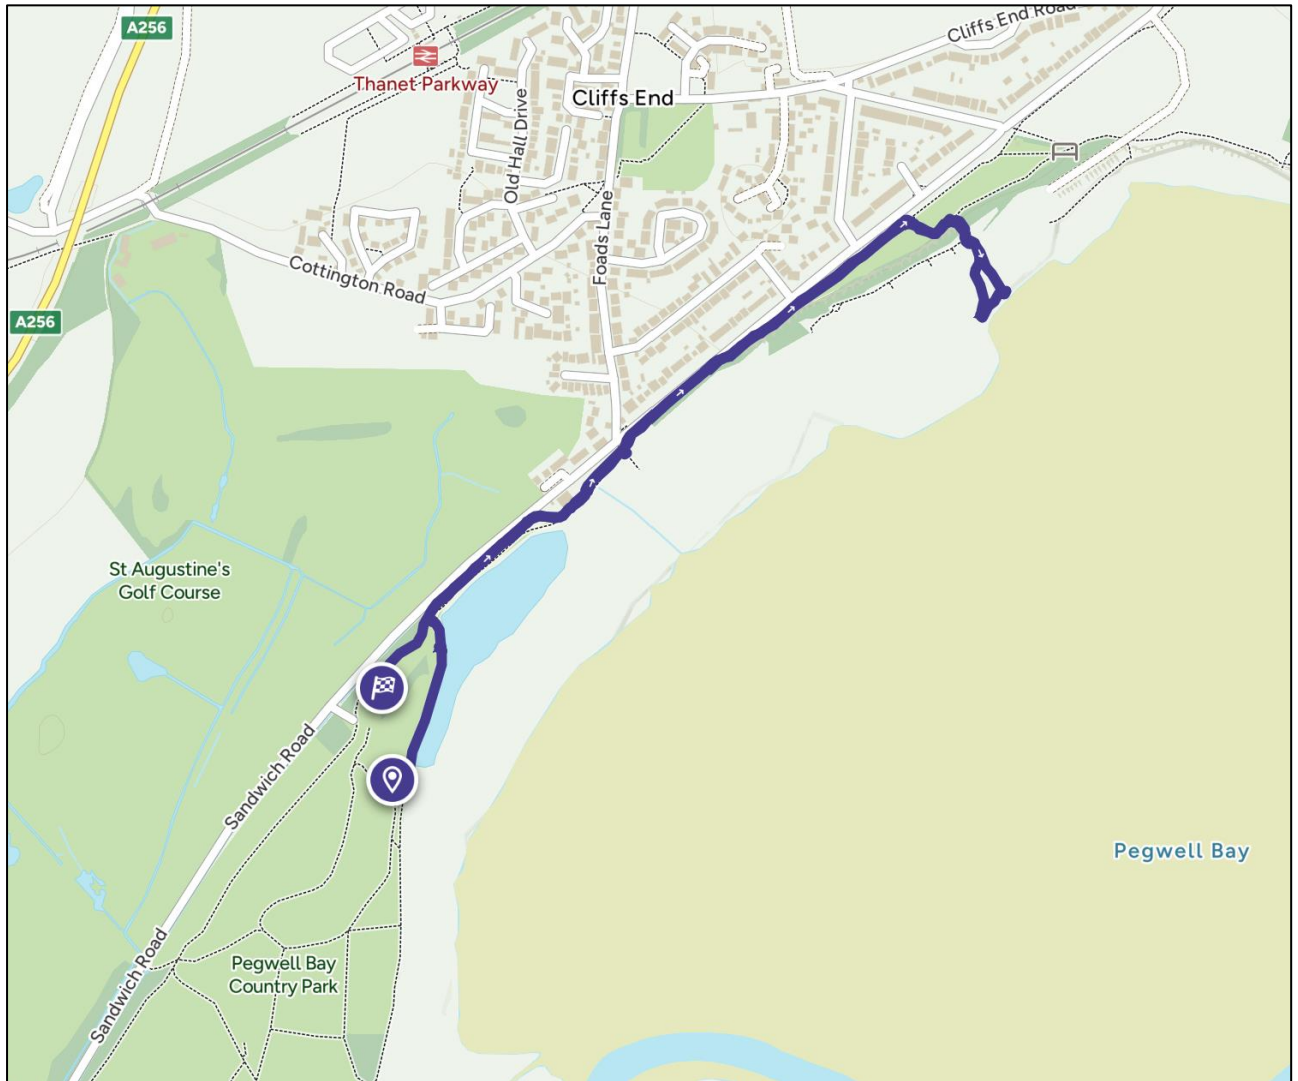 A256
Cliffs End Road
Thanet Parkway
Cliffs End
Old Hall Drive
Foads Lane
Cottington Road
A256
St Augustine's
Golf Course
Sandwich Road
Pegwell Bay
Sandwich Road
Pegwell Bay
Country Park